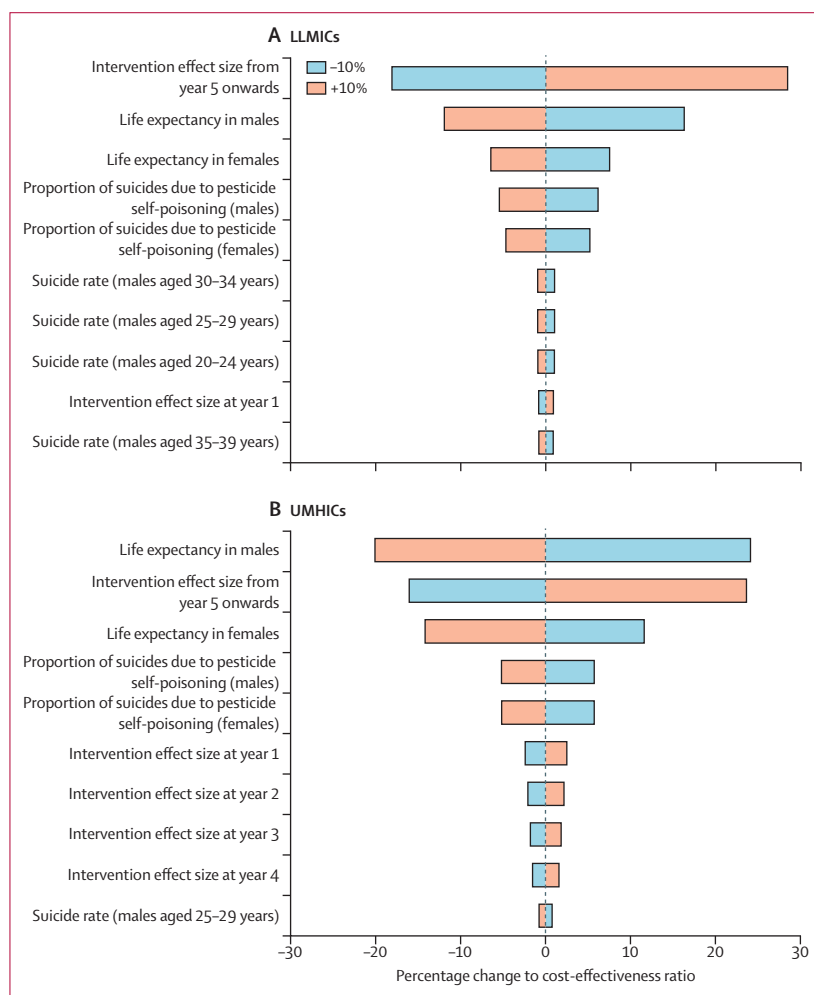 A LLMICs
–10%
+10%
Intervention effect size from
year 5 onwards
Life expectancy in males
Life expectancy in females
Proportion of suicides due to pesticide
self-poisoning (males)
Proportion of suicides due to pesticide
self-poisoning (females)
Suicide rate (males aged 30–34 years)
Suicide rate (males aged 25–29 years)
Suicide rate (males aged 20–24 years)
Intervention effect size at year 1
Suicide rate (males aged 35–39 years)
–30 –20 –10 0 10 20 30
B UMHICs
Life expectancy in males
Intervention effect size from
year 5 onwards
Life expectancy in females
Proportion of suicides due to pesticide
self-poisoning (males)
Proportion of suicides due to pesticide
self-poisoning (females)
Intervention effect size at year 1
Intervention effect size at year 2
Intervention effect size at year 3
Intervention effect size at year 4
Suicide rate (males aged 25–29 years)
–30 –20 –10 0 10 20 30
Percentage change to cost-effectiveness ratio